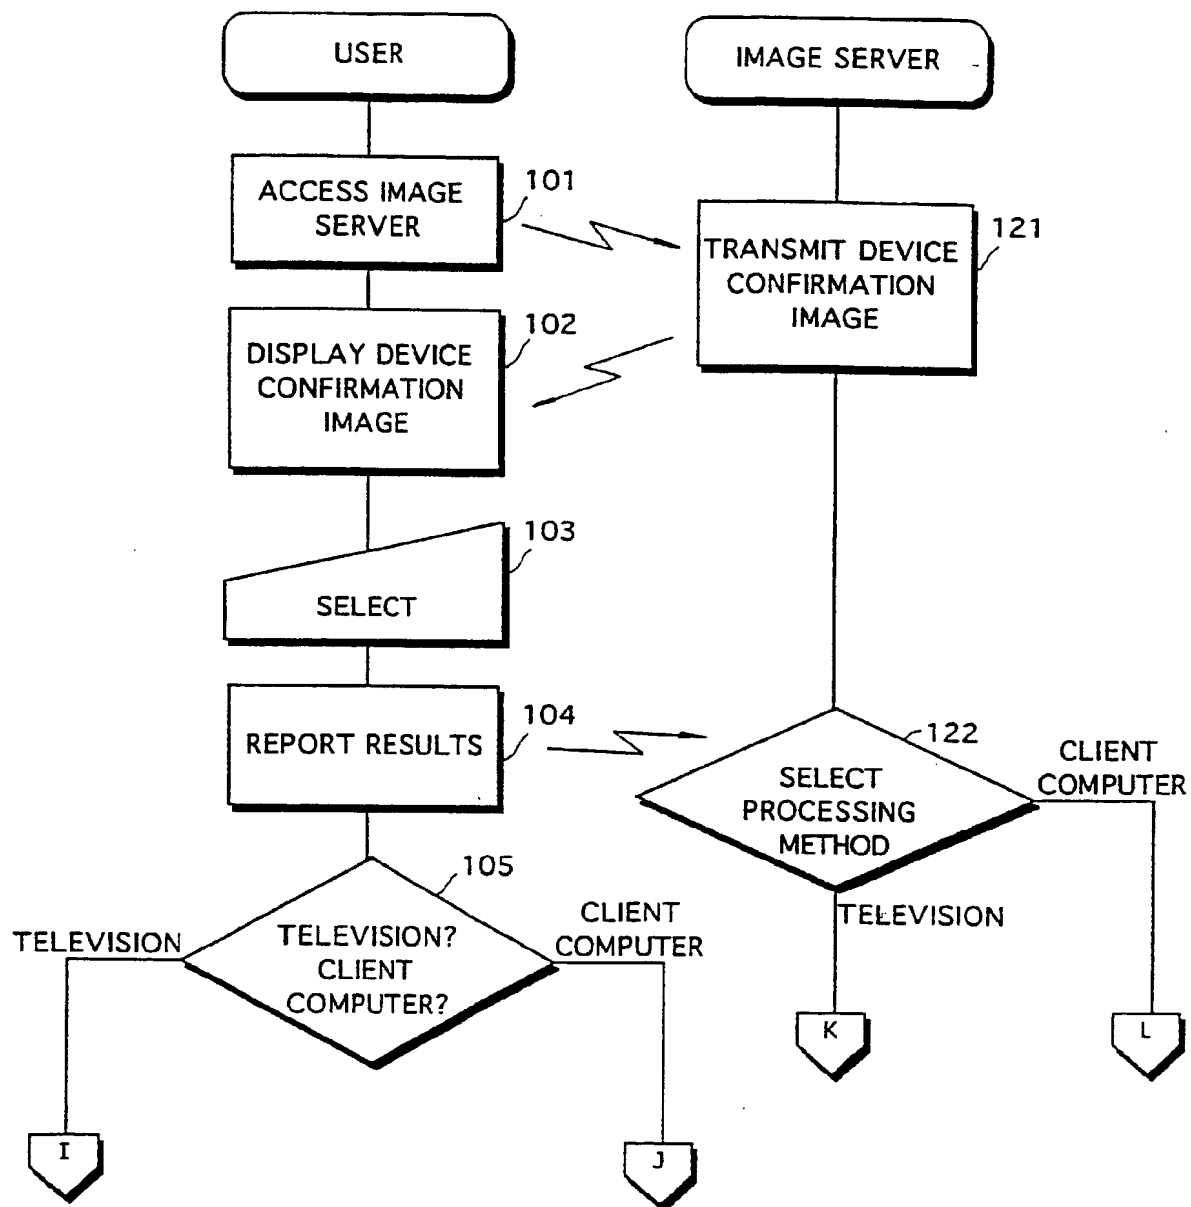 USER
IMAGE SERVER
ACCESS IMAGE
SERVER
101
TRANSMIT DEVICE
CONFIRMATION
IMAGE
121
DISPLAY DEVICE
CONFIRMATION
IMAGE
102
SELECT
103
REPORT RESULTS
104
SELECT
PROCESSING
METHOD
122
CLIENT
COMPUTER
TELEVISION
TELEVISION?
CLIENT
COMPUTER?
105
TELEVISION
CLIENT
COMPUTER
K
L
I
J